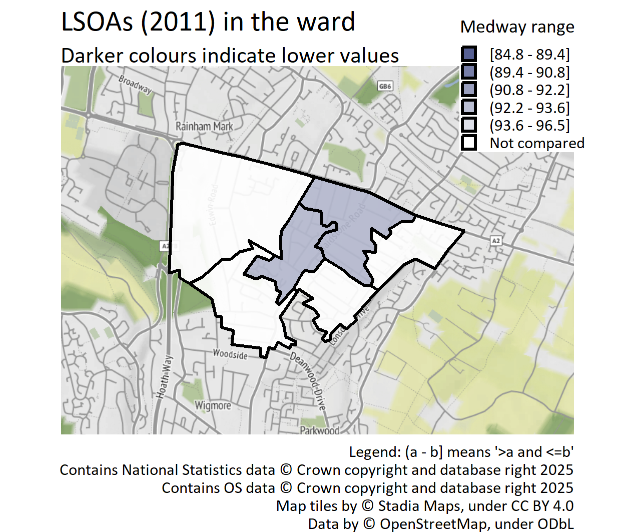 LSOAs (2011) in the ward
Darker colours indicate lower values
Medway range
[84.8 - 89.4]
(89.4 - 90.8]
(90.8 - 92.2]
(92.2 - 93.6]
(93.6 - 96.5]
Not compared
Broadway
GB6
Rainham Mark
A2
A2
Woodside
Deanwood Drive
Hoath Way
Wigmore
Parkwood
Legend: (a - b] means '>a and <=b'
Contains National Statistics data © Crown copyright and database right 2025
Contains OS data © Crown copyright and database right 2025
Map tiles by © Stadia Maps, under CC BY 4.0
Data by © OpenStreetMap, under ODbL